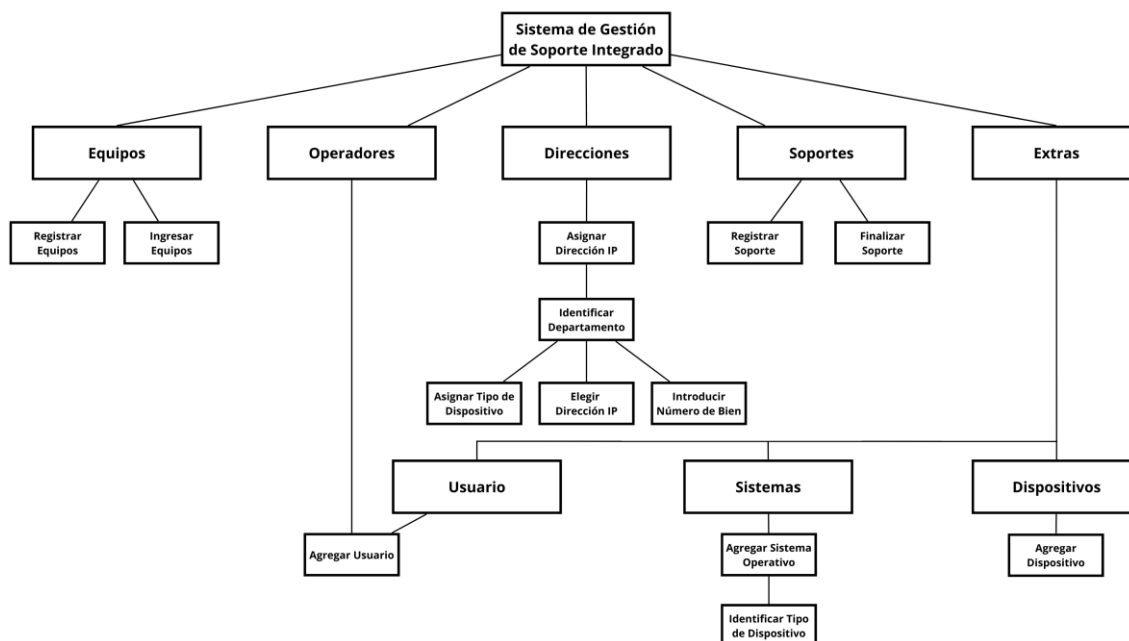 Sistema de Gestión
de Soporte Integrado
Equipos
Operadores
Direcciones
Soportes
Extras
Registrar
Equipos
Ingresar
Equipos
Asignar
Dirección IP
Registrar
Soporte
Finalizar
Soporte
Identificar
Departamento
Asignar Tipo de
Dispositivo
Elegir
Dirección IP
Introducir
Número de Bien
Usuario
Sistemas
Dispositivos
Agregar Usuario
Agregar Sistema
Operativo
Agregar
Dispositivo
Identificar Tipo
de Dispositivo